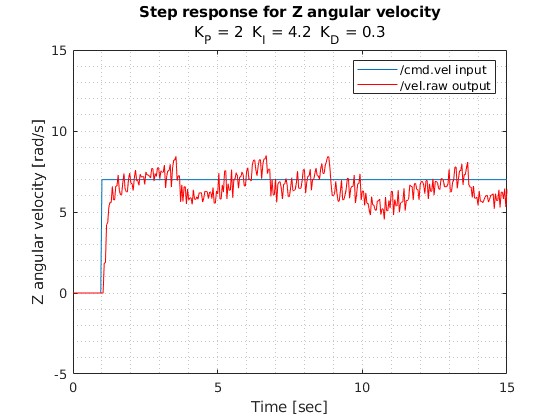 Step response for Z angular velocity
K_P = 2 K_I = 4.2 K_D = 0.3
/cmd.vel input
/vel.raw output
15
10
5
0
-5
Z angular velocity [rad/s]
0 5 10 15
Time [sec]